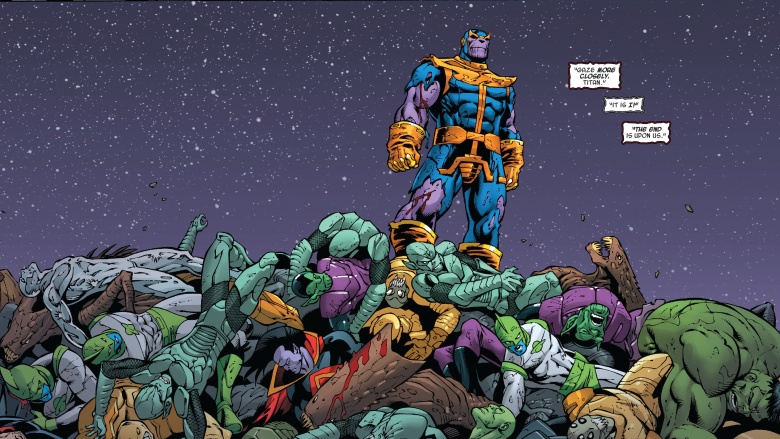 "GAZE MORE
CLOSELY,
TITAN."
"IT IS I!"
"THE END
IS UPON US."